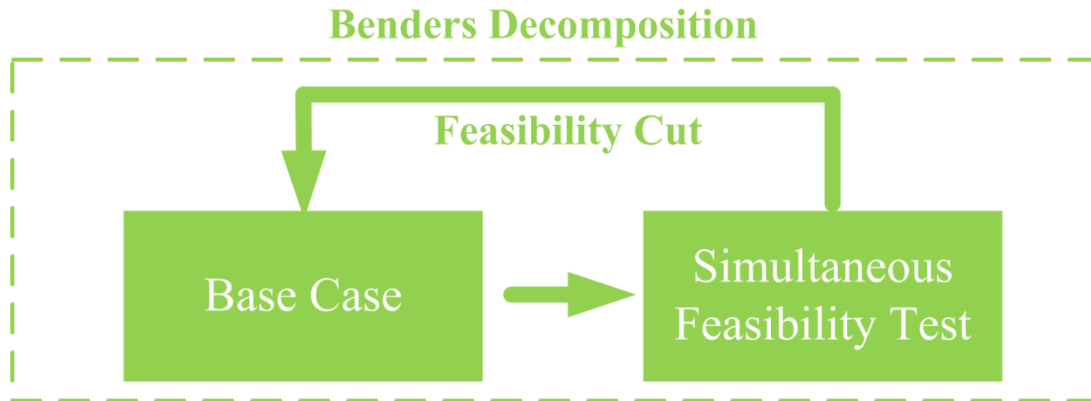 Benders Decomposition
Feasibility Cut
Base Case
Simultaneous
Feasibility Test